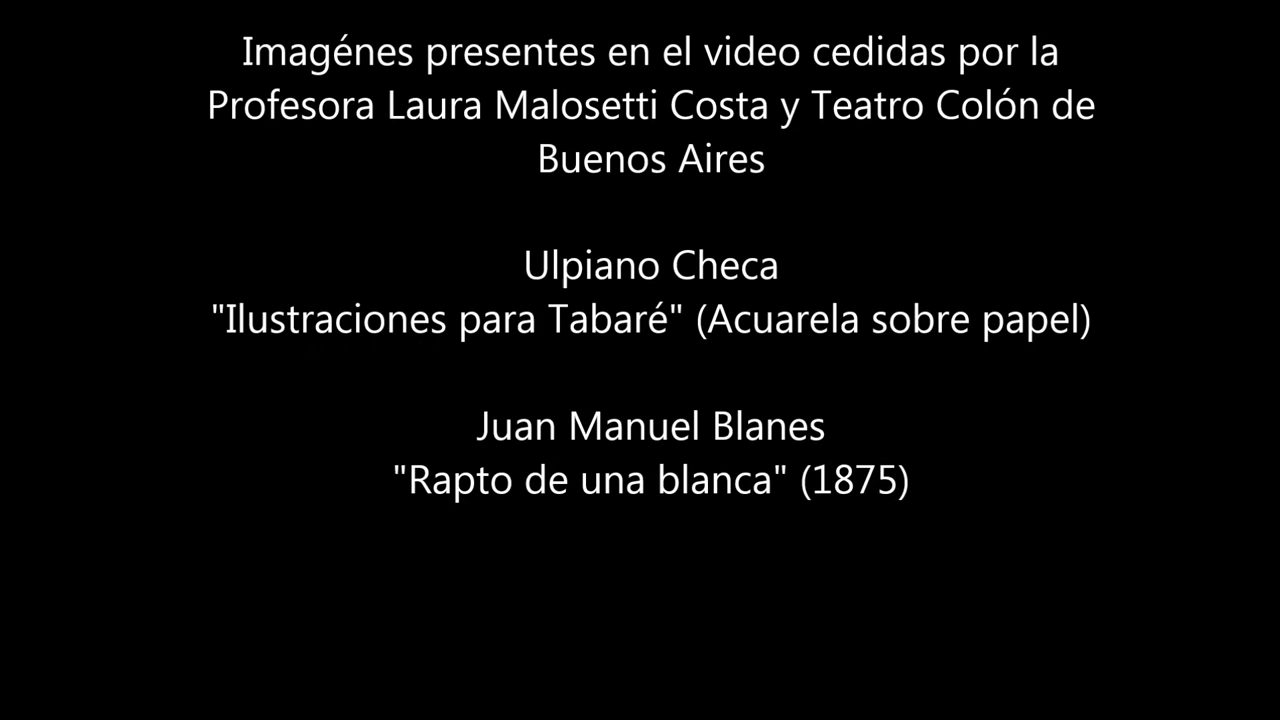 Imagénes presentes en el video cedidas por la
Profesora Laura Malosetti Costa y Teatro Colón de
Buenos Aires
Ulpiano Checa
"Ilustraciones para Tabaré" (Acuarela sobre papel)
Juan Manuel Blanes
"Rapto de una blanca" (1875)